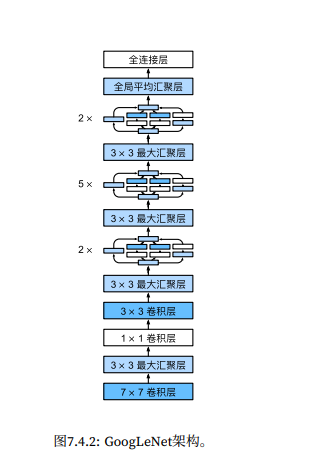 全连接层
全局平均汇聚层
2 ×
3 × 3 最大汇聚层
5 ×
3 × 3 最大汇聚层
2 ×
3 × 3 最大汇聚层
3 × 3 卷积层
1 × 1 卷积层
3 × 3 最大汇聚层
7 × 7 卷积层
图7.4.2: GoogLeNet架构。